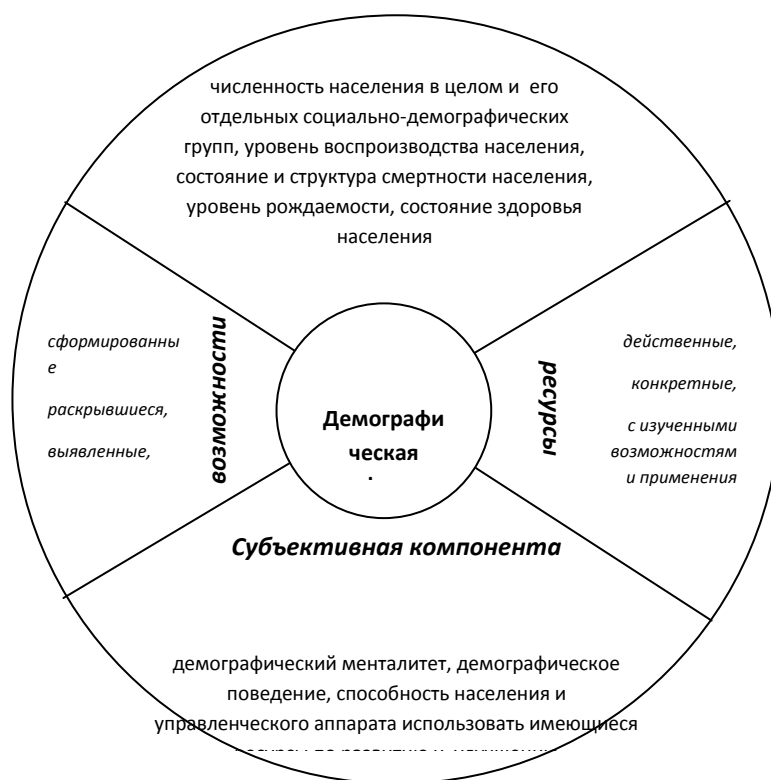 численность населения в целом и его
отдельных социально-демографических
групп, уровень воспроизводства населения,
состояние и структура смертности населения,
уровень рождаемости, состояние здоровья
населения
сформированны
е
раскрывшиеся,
выявленные,
возможности
Демографи
ческая
ресурсы
действенные,
конкретные,
с изученными
возможностям
и применения
Субъективная компонента
демографический менталитет, демографическое
поведение, способность населения и
управленческого аппарата использовать имеющиеся